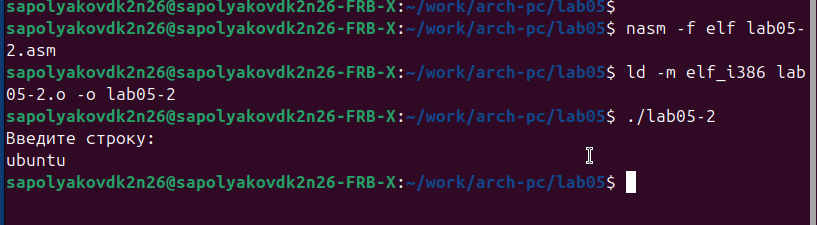 sapolyakovdk2n26@sapolyakovdk2n26-FRB-X:~/work/arch-pc/lab05$
sapolyakovdk2n26@sapolyakovdk2n26-FRB-X:~/work/arch-pc/lab05$ nasm -f elf lab05-
2.asm
sapolyakovdk2n26@sapolyakovdk2n26-FRB-X:~/work/arch-pc/lab05$ ld -m elf_i386 lab
05-2.o -o lab05-2
sapolyakovdk2n26@sapolyakovdk2n26-FRB-X:~/work/arch-pc/lab05$ ./lab05-2
Введите строку:
ubuntu
sapolyakovdk2n26@sapolyakovdk2n26-FRB-X:~/work/arch-pc/lab05$